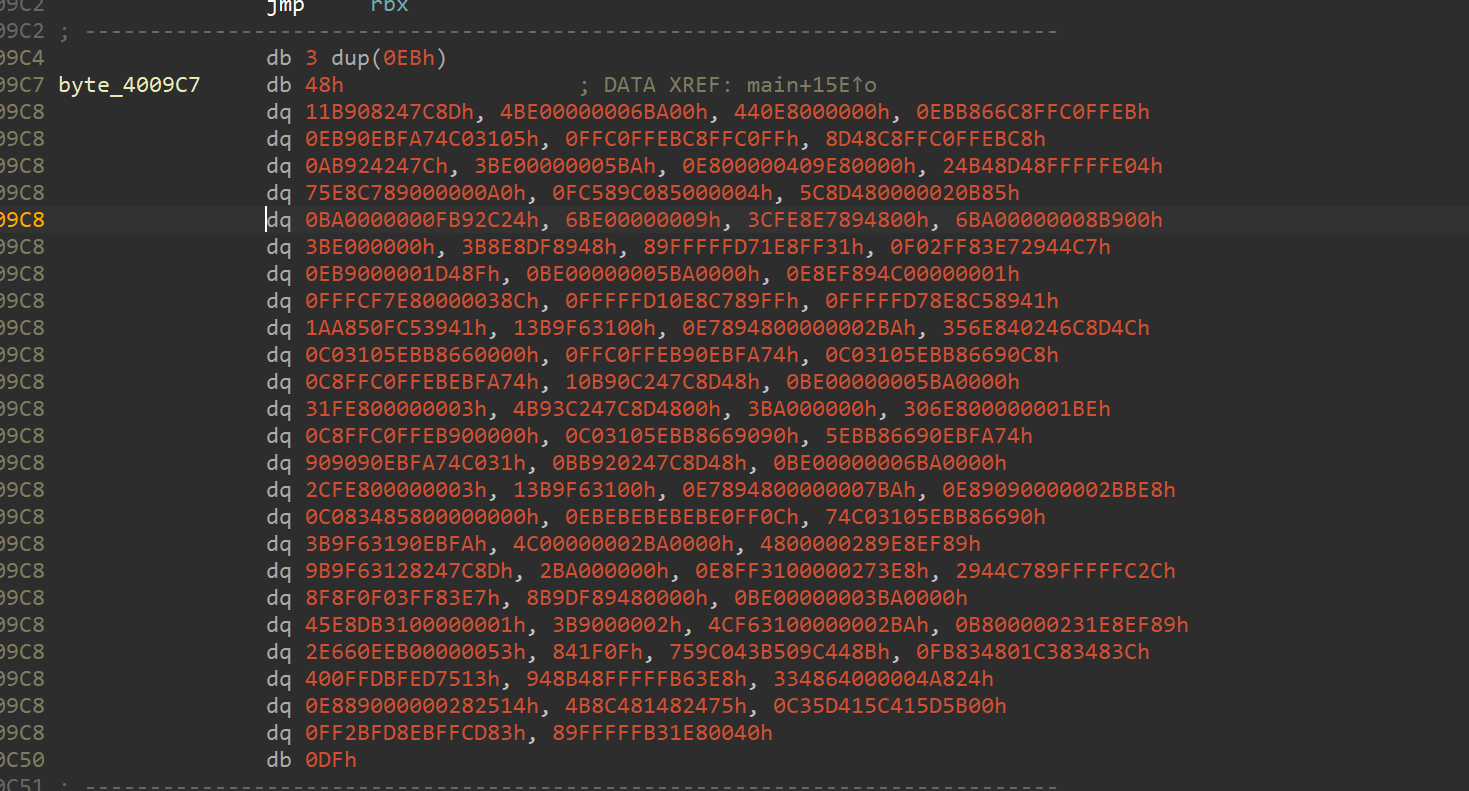 09C2 jmp rbx
09C2 ; ---------------------------------------------------------------------------------
09C4 db 3 dup(0EBh)
09C7 byte_4009C7 db 48h ; DATA XREF: main+15E↑o
09C8 dq 11B908247C8Dh, 4BE00000006BA00h, 440E8000000h, 0EBB866C8FFC0FFEBh
09C8 dq 0EB90EBFA74C03105h, 0FFC0FFEBC8FFC0FFh, 8D48C8FFC0FFEBC8h
09C8 dq 0AB924247Ch, 3BE00000005BAh, 0E800000409E80000h, 24B48D48FFFFFE04h
09C8 dq 75E8C789000000A0h, 0FC589C085000004h, 5C8D480000020B85h
09C8 dq 0BA0000000FB92C24h, 6BE00000009h, 3CFE8E7894800h, 6BA00000008B900h
09C8 dq 3BE000000h, 3B8E8DF8948h, 89FFFFFD71E8FF31h, 0F02FF83E72944C7h
09C8 dq 0EB9000001D48Fh, 0BE00000005BA0000h, 0E8EF894C00000001h
09C8 dq 0FFFCF7E80000038Ch, 0FFFFFD10E8C789FFh, 0FFFFFD78E8C58941h
09C8 dq 1AA850FC53941h, 13B9F63100h, 0E7894800000002BAh, 356E840246C8D4Ch
09C8 dq 0C03105EBB8660000h, 0FFC0FFEB90EBFA74h, 0C03105EBB86690C8h
09C8 dq 0C8FFC0FFEBEBFA74h, 10B90C247C8D48h, 0BE00000005BA0000h
09C8 dq 31FE800000003h, 4B93C247C8D4800h, 3BA000000h, 306E800000001BEh
09C8 dq 0C8FFC0FFEB900000h, 0C03105EBB8669090h, 5EBB86690EBFA74h
09C8 dq 909090EBFA74C031h, 0BB920247C8D48h, 0BE00000006BA0000h
09C8 dq 2CFE800000003h, 13B9F63100h, 0E7894800000007BAh, 0E89090000002BBE8h
09C8 dq 0C083485800000000h, 0EBEBEBEBEBE0FF0Ch, 74C03105EBB86690h
09C8 dq 3B9F63190EBFAh, 4C00000002BA0000h, 4800000289E8EF89h
09C8 dq 9B9F63128247C8Dh, 2BA000000h, 0E8FF3100000273E8h, 2944C789FFFFFC2Ch
09C8 dq 8F8F0F03FF83E7h, 8B9DF89480000h, 0BE00000003BA0000h
09C8 dq 45E8DB3100000001h, 3B9000002h, 4CF63100000002BAh, 0B800000231E8EF89h
09C8 dq 2E660EEB00000053h, 841F0Fh, 759C043B509C448Bh, 0FB834801C383483Ch
09C8 dq 400FFDBFED7513h, 948B48FFFFFB63E8h, 334864000004A824h
09C8 dq 0E889000000282514h, 4B8C481482475h, 0C35D415C415D5B00h
09C8 dq 0FF2BFD8EBFFCD83h, 89FFFFFB31E80040h
0C50 db 0DFh
0C51 ; ---------------------------------------------------------------------------------